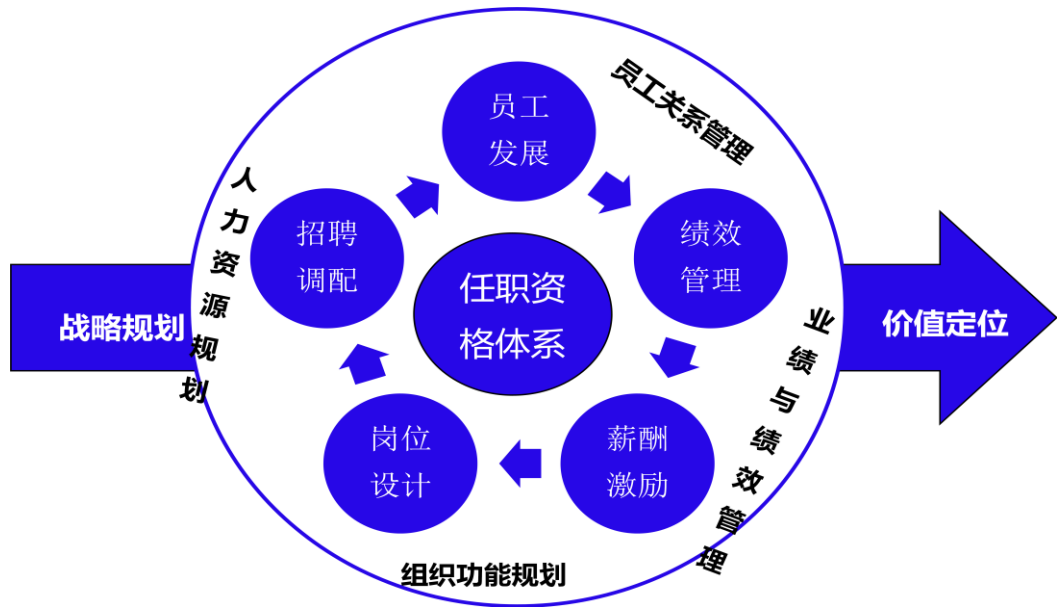 员工
发展
员工关系管理
人力资源规划
招聘
调配
绩效
管理
任职资
格体系
战略规划
价值定位
业绩与绩效管理
岗位
设计
薪酬
激励
组织功能规划